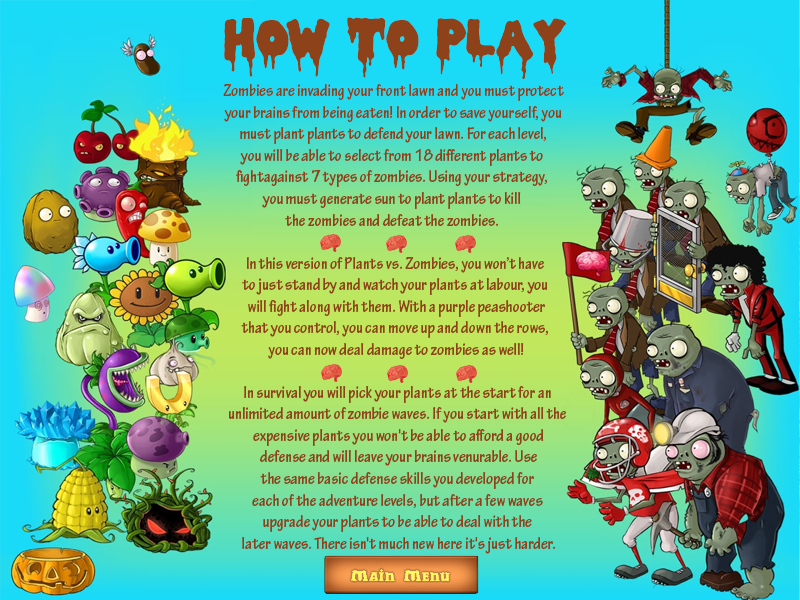 How To Play
Zombies are invading your front lawn and you must protect
your brains from being eaten! In order to save yourself, you
must plant plants to defend your lawn. For each level,
you will be able to select from 18 different plants to
fightagainst 7 types of zombies. Using your strategy,
you must generate sun to plant plants to kill
the zombies and defeat the zombies.
In this version of Plants vs. Zombies, you won't have
to just stand by and watch your plants at labour, you
will fight along with them. With a purple peashooter
that you control, you can move up and down the rows,
you can now deal damage to zombies as well!
In survival you will pick your plants at the start for an
unlimited amount of zombie waves. If you start with all the
expensive plants you won't be able to afford a good
defense and will leave your brains venurable. Use
the same basic defense skills you developed for
each of the adventure levels, but after a few waves
upgrade your plants to be able to deal with the
later waves. There isn't much new here it's just harder.
Main Menu